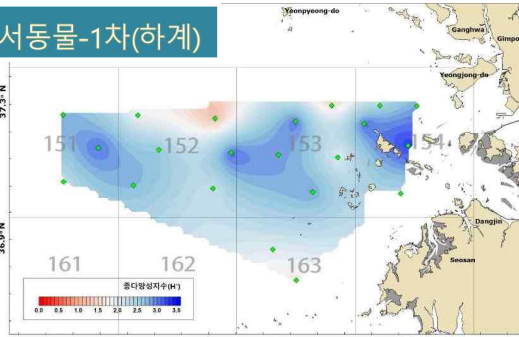 서동물-1차(하계)
Yeonpyeong-do
Ganghwa
Gimpo
Yeongjong-do
37.3° N
151
152
153
154
Dangjin
36.9° N
Seosan
161
162
163
종다양성지수(H')
0.0 0.5 1.0 1.5 2.0 2.5 3.0 3.5